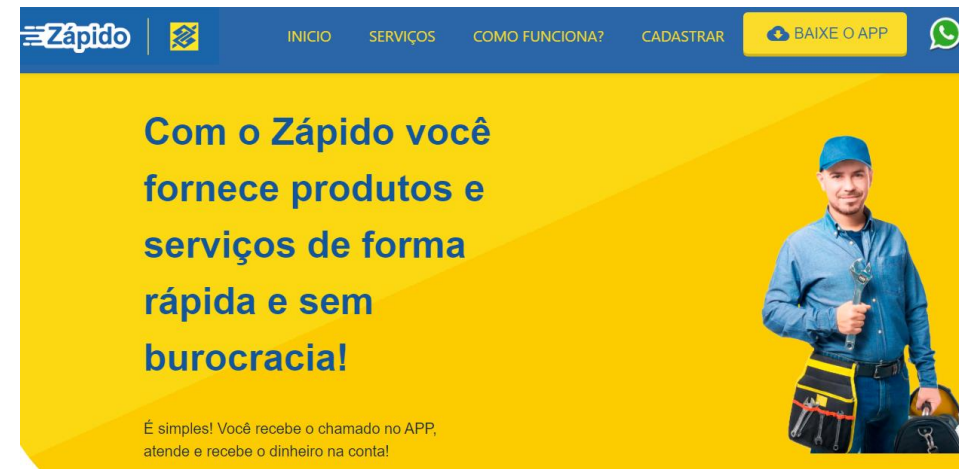 Zápido
INICIO SERVIÇOS COMO FUNCIONA? CADASTRAR BAIXE O APP
Com o Zápido você
fornece produtos e
serviços de forma
rápida e sem
burocracia!
É simples! Você recebe o chamado no APP,
atende e recebe o dinheiro na conta!